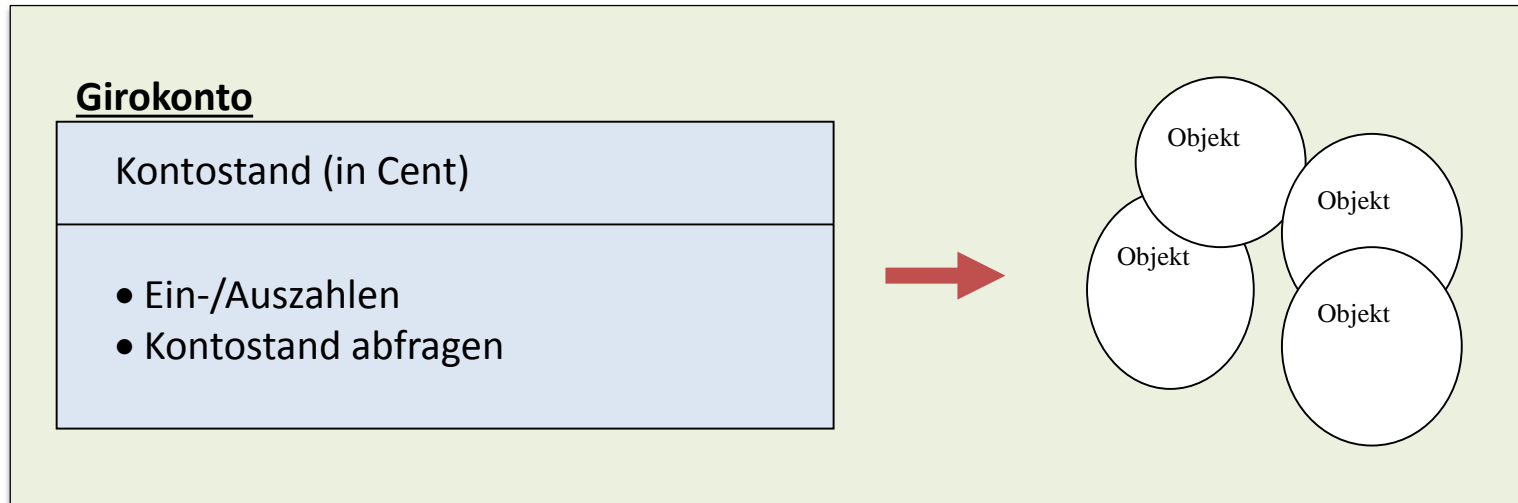 Girokonto
Kontostand (in Cent)
• Ein-/Auszahlen
• Kontostand abfragen
Objekt
Objekt
Objekt
Objekt